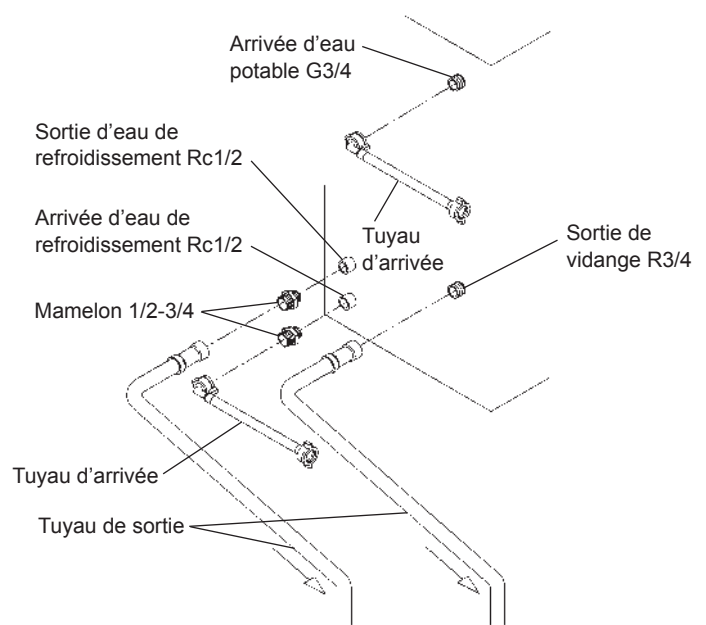 Arrivée d'eau
potable G3/4
Sortie d'eau de
refroidissement Rc1/2
Arrivée d'eau de
refroidissement Rc1/2
Tuyau
d'arrivée
Sortie de
vidange R3/4
Mamelon 1/2-3/4
Tuyau d'arrivée
Tuyau de sortie